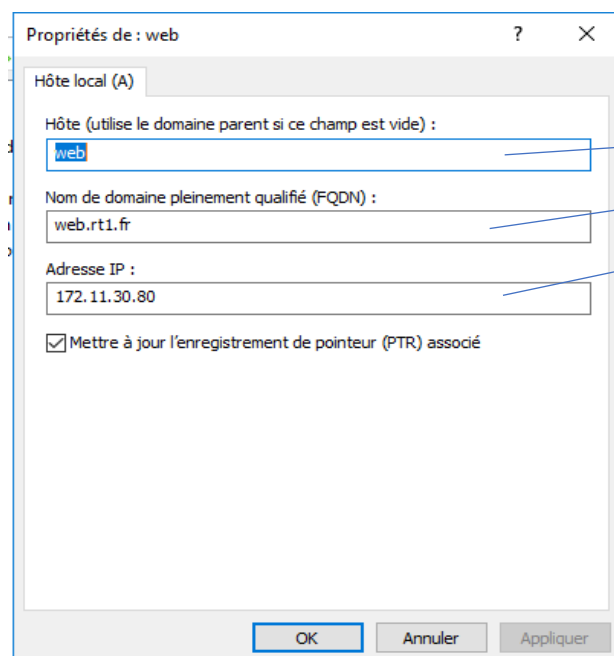 Propriétés de : web
?
Hôte local (A)
Hôte (utilise le domaine parent si ce champ est vide) :
web
Nom de domaine pleinement qualifié (FQDN) :
web.rt1.fr
Adresse IP :
172.11.30.80
Mettre à jour l'enregistrement de pointeur (PTR) associé
OK Annuler Appliquer